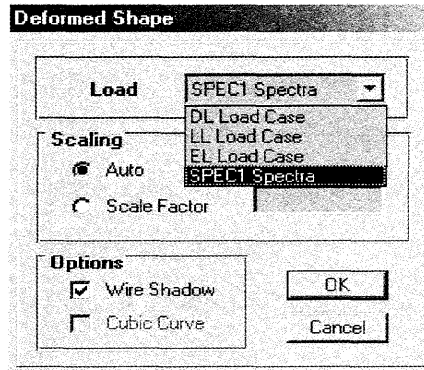 Deformed Shape
Load
SPEC1 Spectra
DL Load Case
LL Load Case
EL Load Case
SPEC1 Spectra
Scaling
Auto
Scale Factor
Options
Wire Shadow
Cubic Curve
OK
Cancel